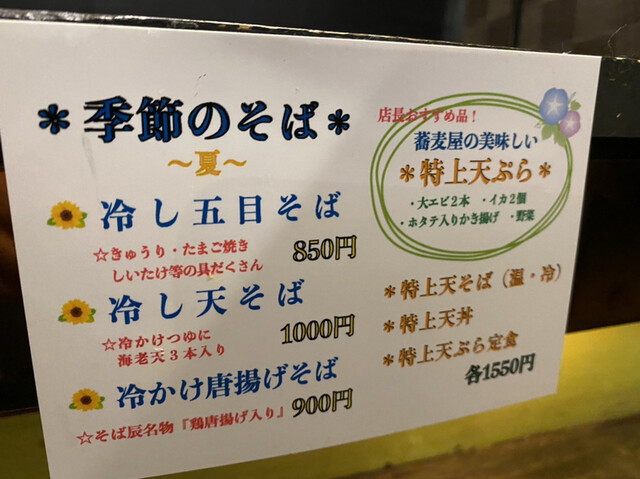 ＊季節のそば＊
～夏～
冷し五目そば
☆きゅうり・たまご焼き
しいたけ等の具だくさん
850円
冷し天そば
☆冷かけつゆに
海老天3本入り
1000円
冷かけ唐揚げそば
900円
☆そば辰名物『鶏唐揚げ入り』
店長おすすめ品！
蕎麦屋の美味しい
＊特上天ぷら＊
・大エビ2本 ・イカ2個
・ホタテ入りかき揚げ ・野菜
＊特上天そば（温・冷）
＊特上天丼
＊特上天ぷら定食
各1550円